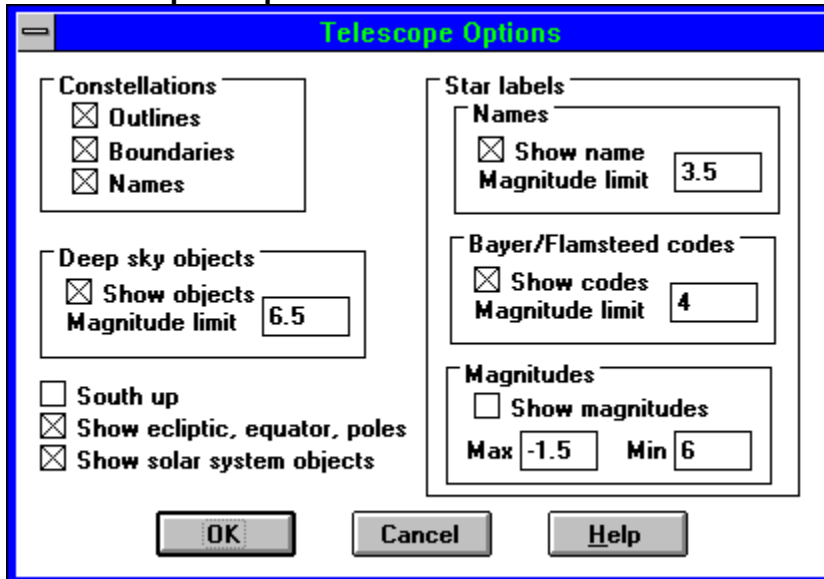 Telescope Options
Constellations
Outlines
Boundaries
Names
Deep sky objects
Show objects
Magnitude limit 6.5
South up
Show ecliptic, equator, poles
Show solar system objects
Star labels
Names
Show name
Magnitude limit 3.5
Bayer/Flamsteed codes
Show codes
Magnitude limit 4
Magnitudes
Show magnitudes
Max -1.5 Min 6
OK Cancel Help